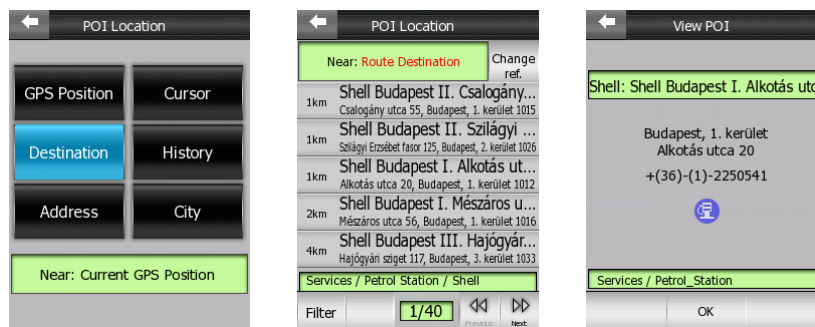 POI Location
GPS Position
Cursor
Destination
History
Address
City
Near: Current GPS Position
POI Location
Near: Route Destination
Change
ref.
Shell Budapest II. Csalogány...
1km
Csalogány utca 55, Budapest, 1. kerület 1015
Shell Budapest II. Szilágyi ...
1km
Szilágyi Erzsébet fasor 125, Budapest, 2. kerület 1026
Shell Budapest I. Alkotás ut...
1km
Alkotás utca 20, Budapest, 1. kerület 1012
Shell Budapest I. Mészáros u...
2km
Mészáros utca 56, Budapest, 1. kerület 1016
Shell Budapest III. Hajógyár...
4km
Hajógyári sziget 117, Budapest, 3. kerület 1033
Services / Petrol Station / Shell
Filter
1/40
Previous
Next
View POI
Shell: Shell Budapest I. Alkotás utc
Budapest, 1. kerület
Alkotás utca 20
+(36)-(1)-2250541
Services / Petrol_Station
OK